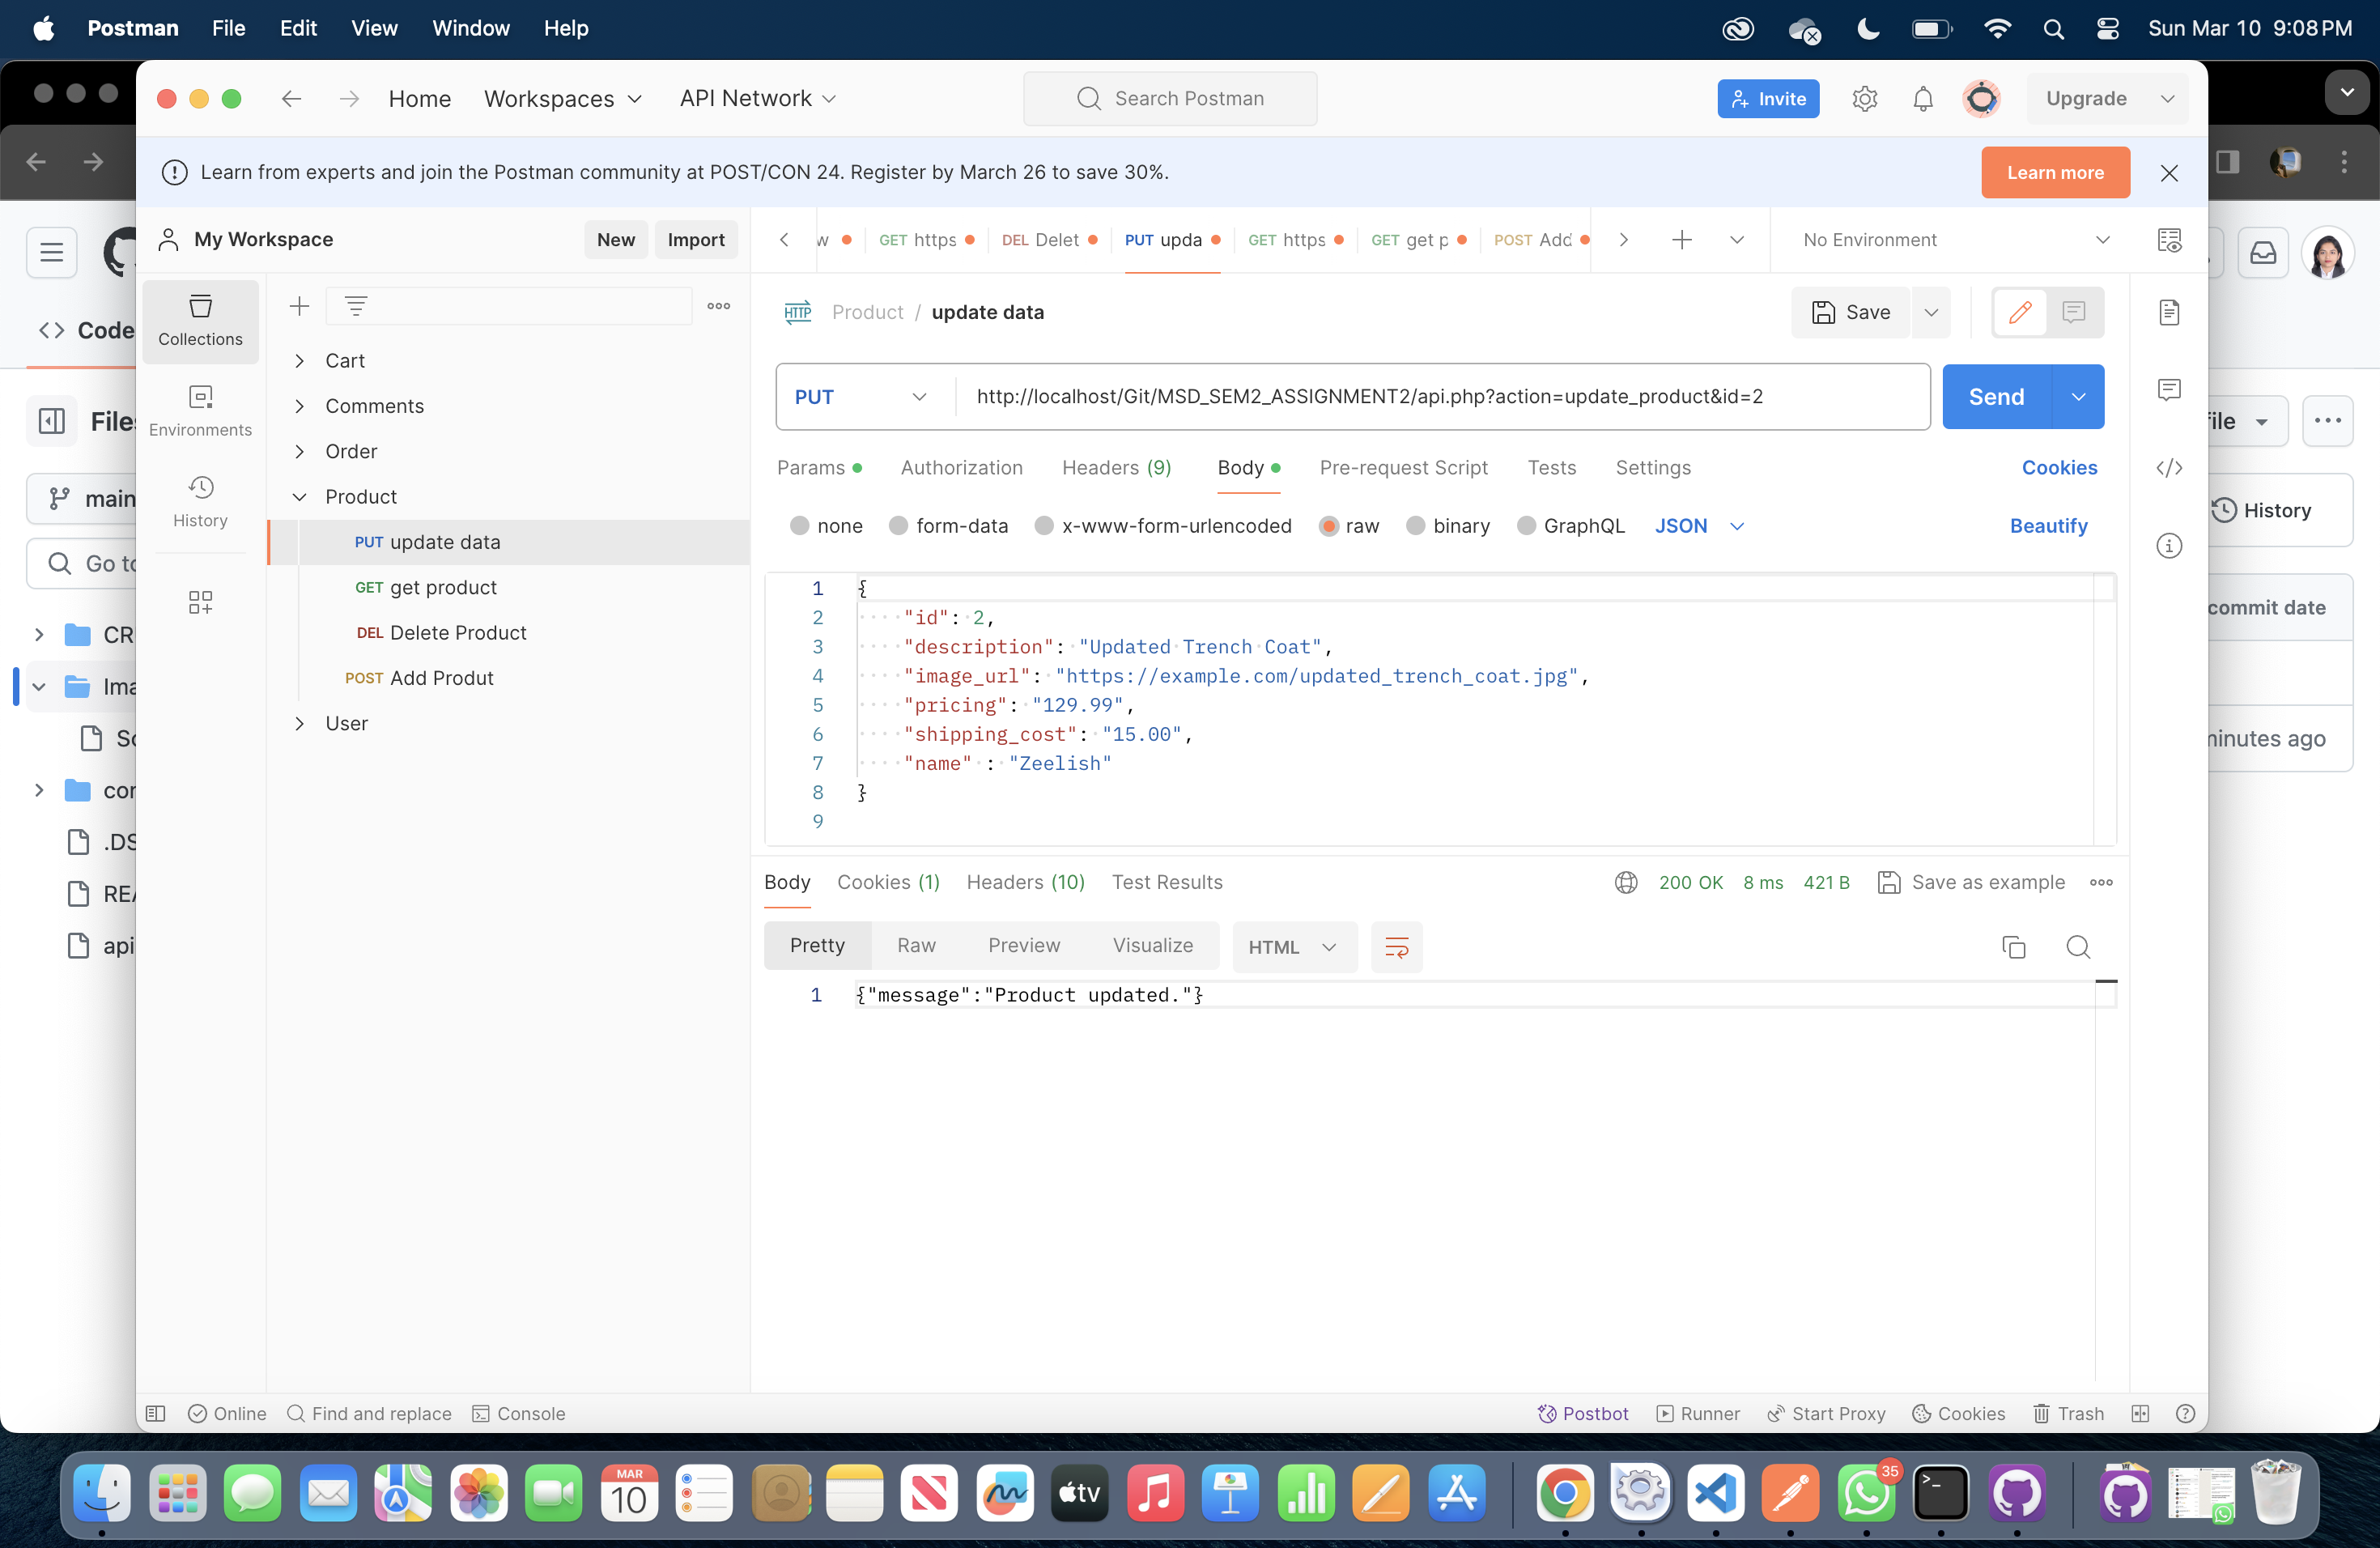 Postman File Edit View Window Help Sun Mar 10 9:08 PM
Home Workspaces API Network Search Postman Invite Upgrade
Learn from experts and join the Postman community at POST/CON 24. Register by March 26 to save 30%. Learn more
My Workspace New Import
GET https DEL Delet PUT upda GET https GET get p POST Add No Environment
Code
Files
main
Go to
.DS
api
Collections
Environments
History
Cart
Comments
Order
Product
PUT update data
GET get product
DEL Delete Product
POST Add Produt
User
HTTP Product / update data Save
PUT http://localhost/Git/MSD_SEM2_ASSIGNMENT2/api.php?action=update_product&id=2 Send
Params Authorization Headers (9) Body Pre-request Script Tests Settings Cookies
none form-data x-www-form-urlencoded raw binary GraphQL JSON Beautify
1 {
2 "id": 2,
3 "description": "Updated Trench Coat",
4 "image_url": "https://example.com/updated_trench_coat.jpg",
5 "pricing": "129.99",
6 "shipping_cost": "15.00",
7 "name" : "Zeelish"
8 }
9
Body Cookies (1) Headers (10) Test Results 200 OK 8 ms 421 B Save as example
Pretty Raw Preview Visualize HTML
1 {"message":"Product updated."}
History
commit date
minutes ago
Online Find and replace Console Postbot Runner Start Proxy Cookies Trash
MAR
10
tv
35